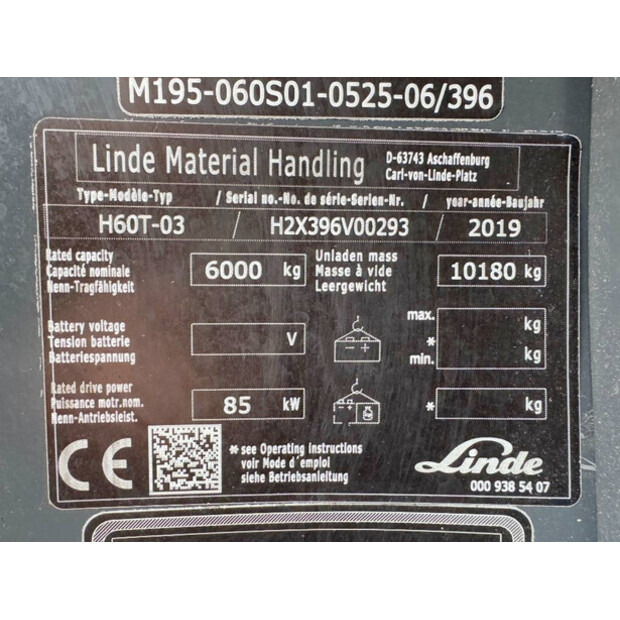 M195-060S01-0525-06/396
Linde Material Handling
D-63743 Aschaffenburg
Carl-von-Linde-Platz
Type-Modèle-Typ / Serial no.-No. de série-Serien-Nr. / year-année-Baujahr
H60T-03 / H2X396V00293 / 2019
Rated capacity
Capacité nominale
Nenn-Tragfähigkeit
6000 kg
Unladen mass
Masse à vide
Leergewicht
10180 kg
Battery voltage
Tension batterie
Batteriespannung
V
max. kg
*
min. kg
Rated drive power
Puissance motr.nom.
Nenn-Antriebsleist.
85 kW
* kg
CE
* see Operating instructions
voir Mode d´emploi
siehe Betriebsanleitung
Linde
000 938 54 07